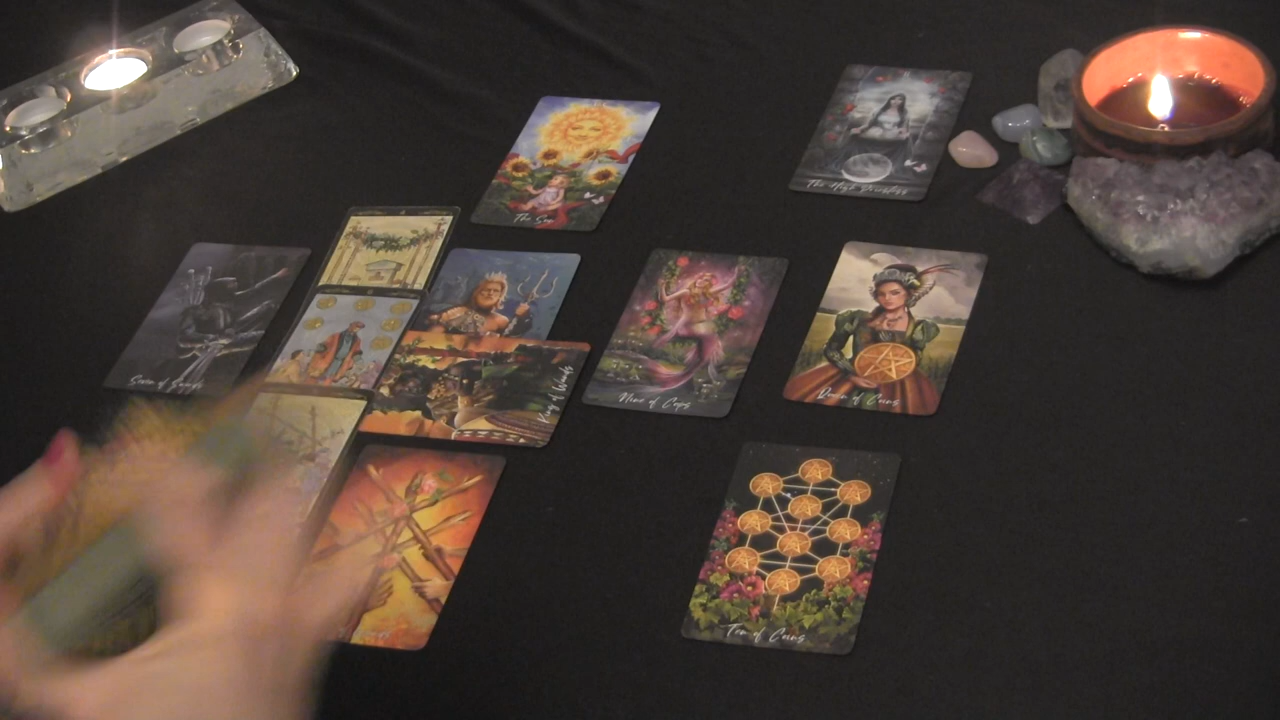 The Sun
The High Priestess
Seven of Swords
King of Wands
Nine of Cups
Queen of Coins
Ten of Coins